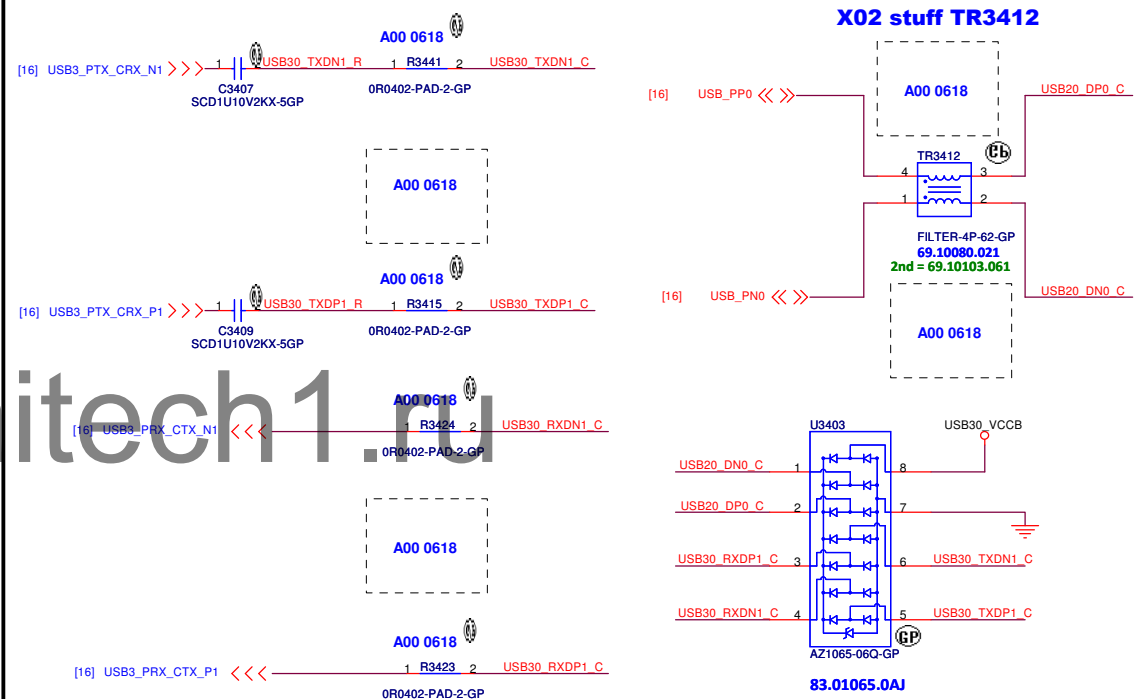 X02 stuff TR3412
A00 0618
[16] USB3_PTX_CRX_N1 1 USB30_TXDN1_R 1 R3441 2 USB30_TXDN1_C
C3407
SCD1U10V2KX-5GP
0R0402-PAD-2-GP
A00 0618
A00 0618
[16] USB3_PTX_CRX_P1 1 USB30_TXDP1_R 1 R3415 2 USB30_TXDP1_C
C3409
SCD1U10V2KX-5GP
0R0402-PAD-2-GP
A00 0618
[16] USB3_PRX_CTX_N1 1 R3424 2 USB30_RXDN1_C
0R0402-PAD-2-GP
A00 0618
A00 0618
[16] USB3_PRX_CTX_P1 1 R3423 2 USB30_RXDP1_C
0R0402-PAD-2-GP
itech1.ru
A00 0618
[16] USB_PP0 USB20_DP0_C
TR3412
4 3
1 2
FILTER-4P-62-GP
69.10080.021
2nd = 69.10103.061
[16] USB_PN0 USB20_DN0_C
A00 0618
U3403 USB30_VCCB
USB20_DN0_C 1 8
USB20_DP0_C 2 7
USB30_RXDP1_C 3 6 USB30_TXDN1_C
USB30_RXDN1_C 4 5 USB30_TXDP1_C
GP
AZ1065-06Q-GP
83.01065.0AJ